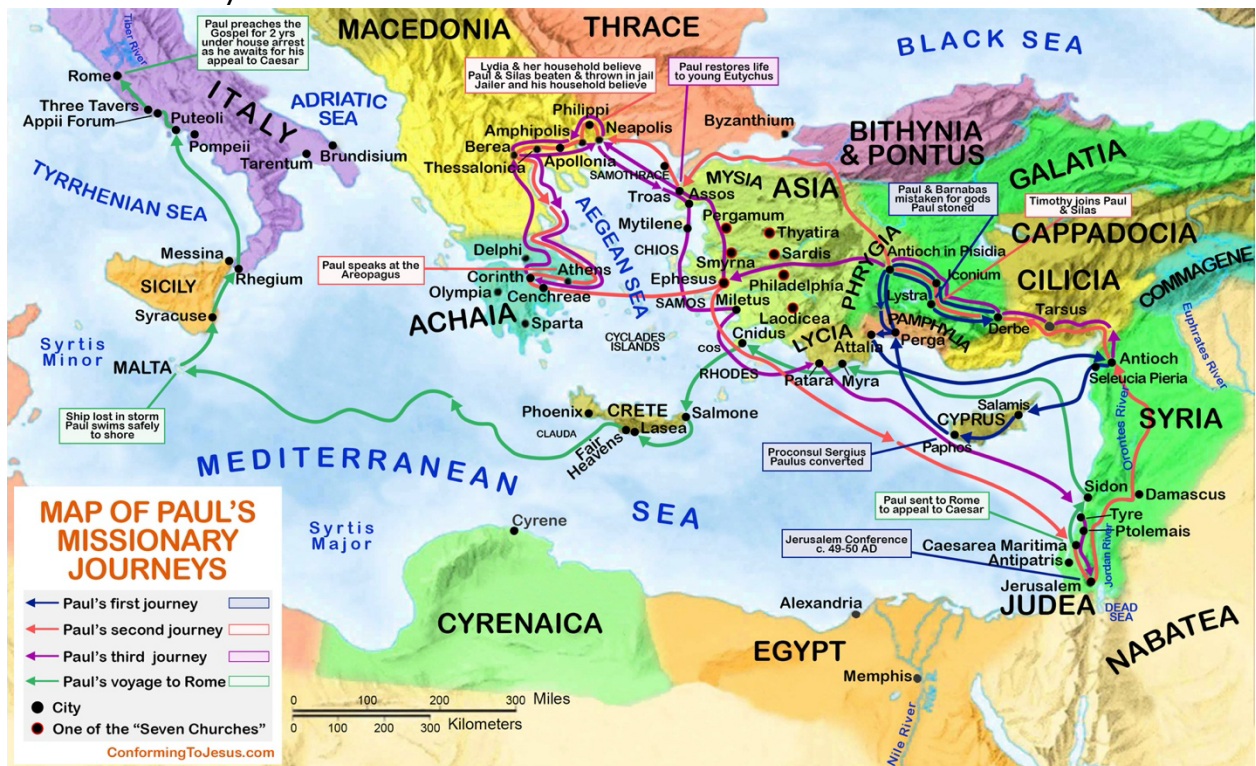 MACEDONIA
THRACE
BLACK SEA
Paul preaches the
Gospel for 2 yrs
under house arrest
as he awaits for his
appeal to Caesar
Tiber River
Rome
ITALY
ADRIATIC
SEA
Three Taverns
Appii Forum
Puteoli
Pompeii
Tarentum
Brundisium
TYRRHENIAN SEA
Lydia & her household believe
Paul & Silas beaten & thrown in jail
Jailer and his household believe
Paul restores life
to young Eutychus
Philippi
Neapolis
Amphipolis
Berea
Apollonia
Thessalonica
SAMOTHRACE
Byzanthium
BITHYNIA
& PONTUS
GALATIA
MYSIA
ASIA
Troas
Assos
Paul & Barnabas
mistaken for gods
Paul stoned
Timothy joins Paul
& Silas
CAPPADOCIA
Mytilene
Pergamum
Thyatira
AEGEAN SEA
CHIOS
Smyrna
Sardis
PHRYGIA
Antioch in Pisidia
Iconium
CILICIA
COMMAGENE
Delphi
Paul speaks at the
Areopagus
Corinth
Athens
Ephesus
Philadelphia
Lystra
Olympia
Cenchreae
SAMOS
Miletus
Laodicea
Derbe
Tarsus
Euphrates River
Messina
Rhegium
SICILY
ACHAIA
Sparta
Syracuse
CYCLADES
ISLANDS
Cnidus
LYCIA
PAMPHYLIA
Attalia
Perga
Antioch
Seleucia Pieria
Syrtis
Minor
MALTA
COS
RHODES
Patara
Myra
Ship lost in storm
Paul swims safely
to shore
Phoenix
CRETE
Salmone
CLAUDA
Lasea
Fair
Heavens
Salamis
CYPRUS
Paphos
Orontes River
SYRIA
Proconsul Sergius
Paulus converted
MEDITERRANEAN
SEA
Sidon
Damascus
Paul sent to Rome
to appeal to Caesar
Tyre
Ptolemais
Syrtis
Major
Cyrene
Jerusalem Conference
c. 49-50 AD
Caesarea Maritima
Antipatris
Jordan River
Jerusalem
JUDEA
DEAD
SEA
NABATEA
CYRENAICA
Alexandria
EGYPT
Memphis
Nile River
MAP OF PAUL'S
MISSIONARY
JOURNEYS
Paul's first journey
Paul's second journey
Paul's third journey
Paul's voyage to Rome
City
One of the "Seven Churches"
ConformingToJesus.com
0 100 200 300 Miles
0 100 200 300 Kilometers